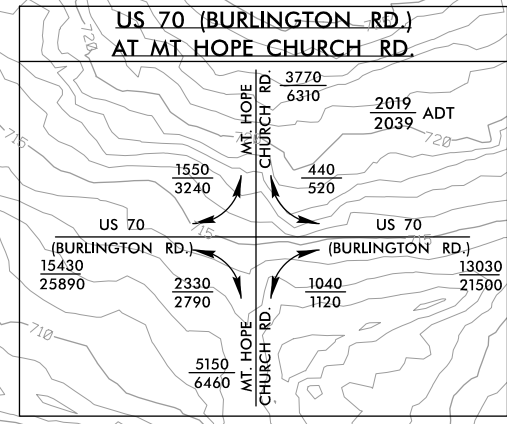 US 70 (BURLINGTON RD.)
AT MT HOPE CHURCH RD.
720
715
MT. HOPE
CHURCH RD.
3770
6310
2019
2039
ADT
720
1550
3240
440
520
715
US 70
(BURLINGTON RD.)
US 70
(BURLINGTON RD.)
715
15430
25890
13030
21500
2330
2790
1040
1120
710
5150
6460
MT. HOPE
CHURCH RD.